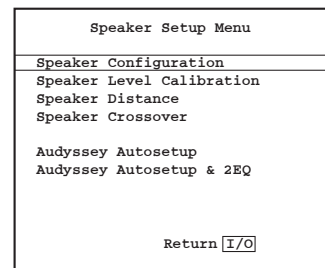 Speaker Setup Menu
Speaker Configuration
Speaker Level Calibration
Speaker Distance
Speaker Crossover
Audyssey Autosetup
Audyssey Autosetup & 2EQ
Return I/O